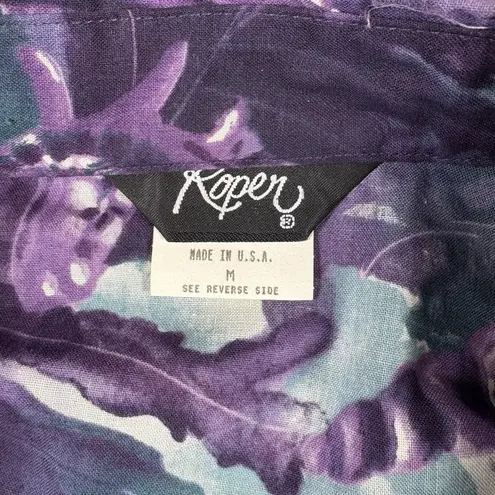 Roper ®
MADE IN U.S.A.
M
SEE REVERSE SIDE